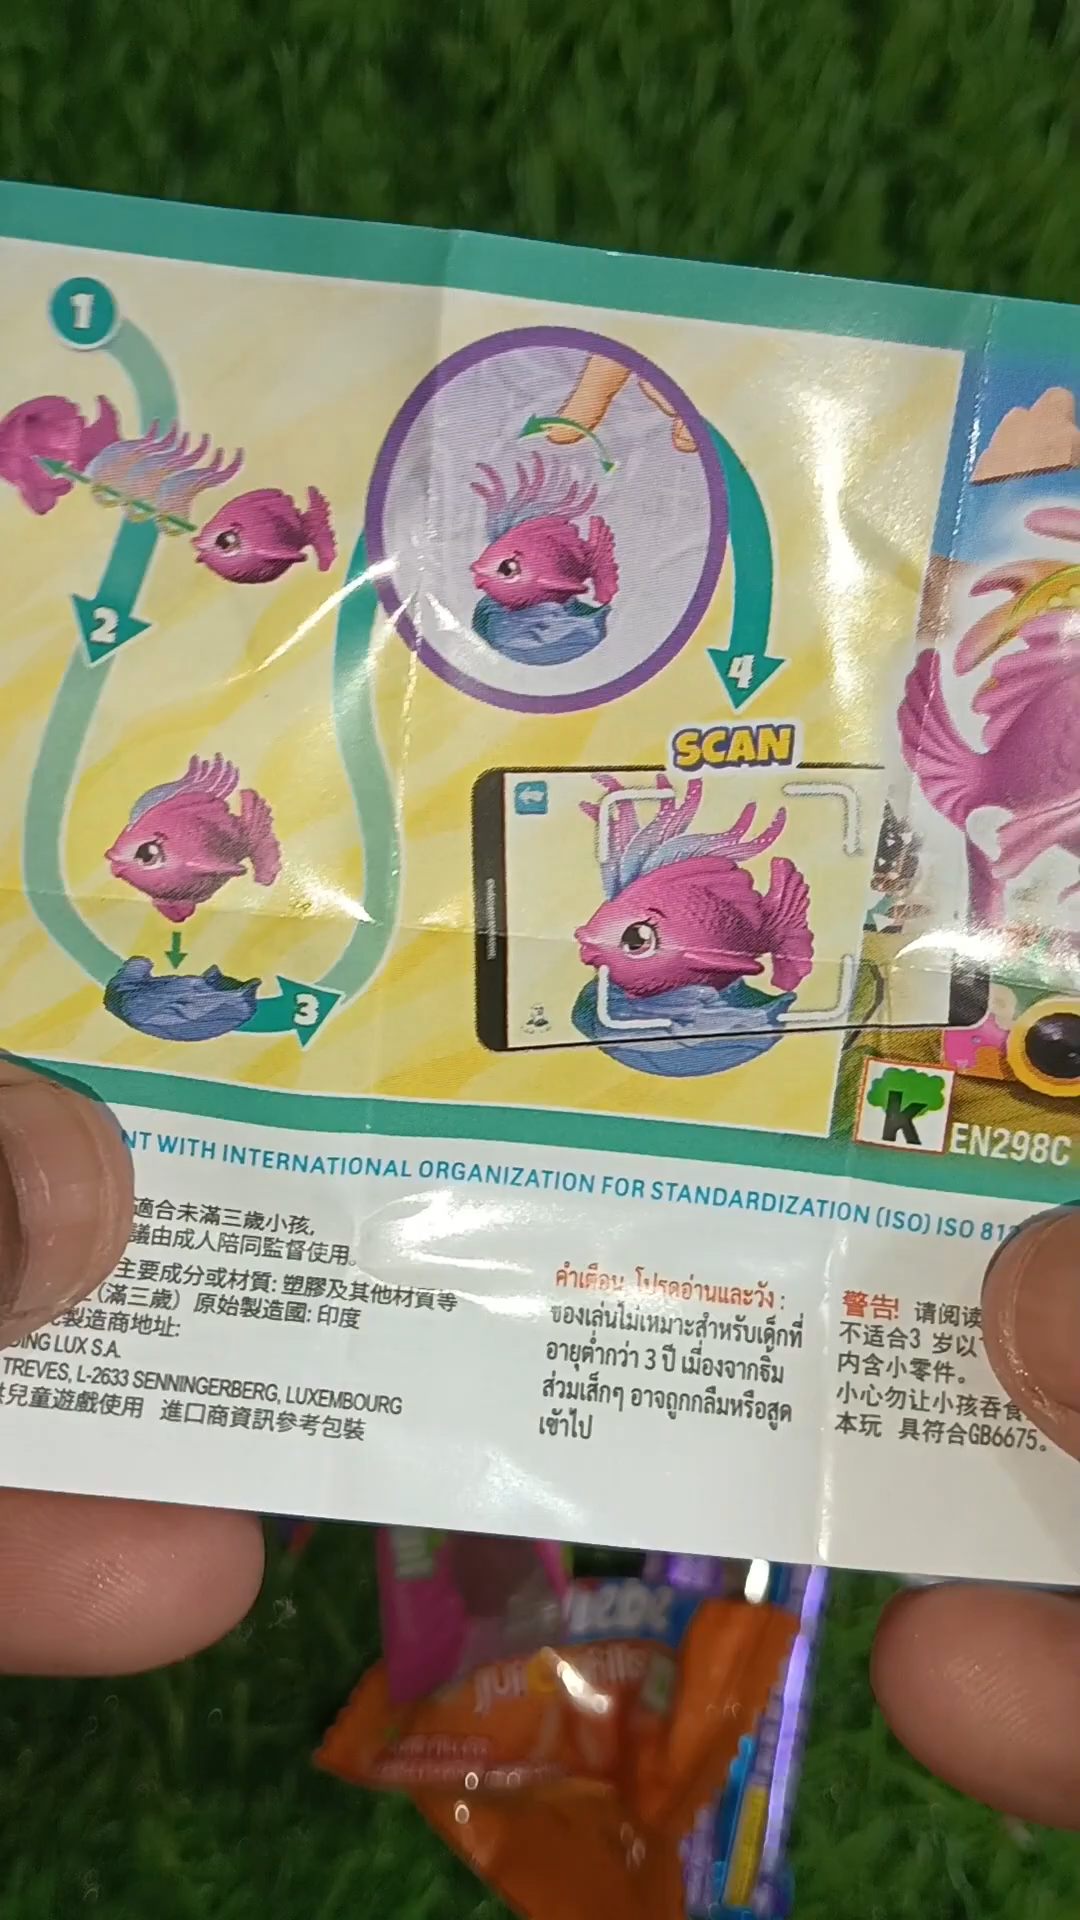 1
2
3
4
SCAN
K
EN298C
NT WITH INTERNATIONAL ORGANIZATION FOR STANDARDIZATION (ISO) ISO 812
適合未滿三歲小孩,
議由成人陪同監督使用。
主要成分或材質: 塑膠及其他材質等
(滿三歲) 原始製造國: 印度
製造商地址:
DING LUX S.A.
TREVES, L-2633 SENNINGERBERG, LUXEMBOURG
兒童遊戲使用 進口商資訊參考包裝
คำเตือน โปรดอ่านและวัง :
ของเล่นไม่เหมาะสำหรับเด็กที่
อายุต่ำกว่า 3 ปี เนื่องจากชิ้น
ส่วนเล็กๆ อาจถูกกลืนหรือสูด
เข้าไป
警告! 请阅读
不适合3 岁以
内含小零件。
小心勿让小孩吞食
本玩 具符合GB6675。